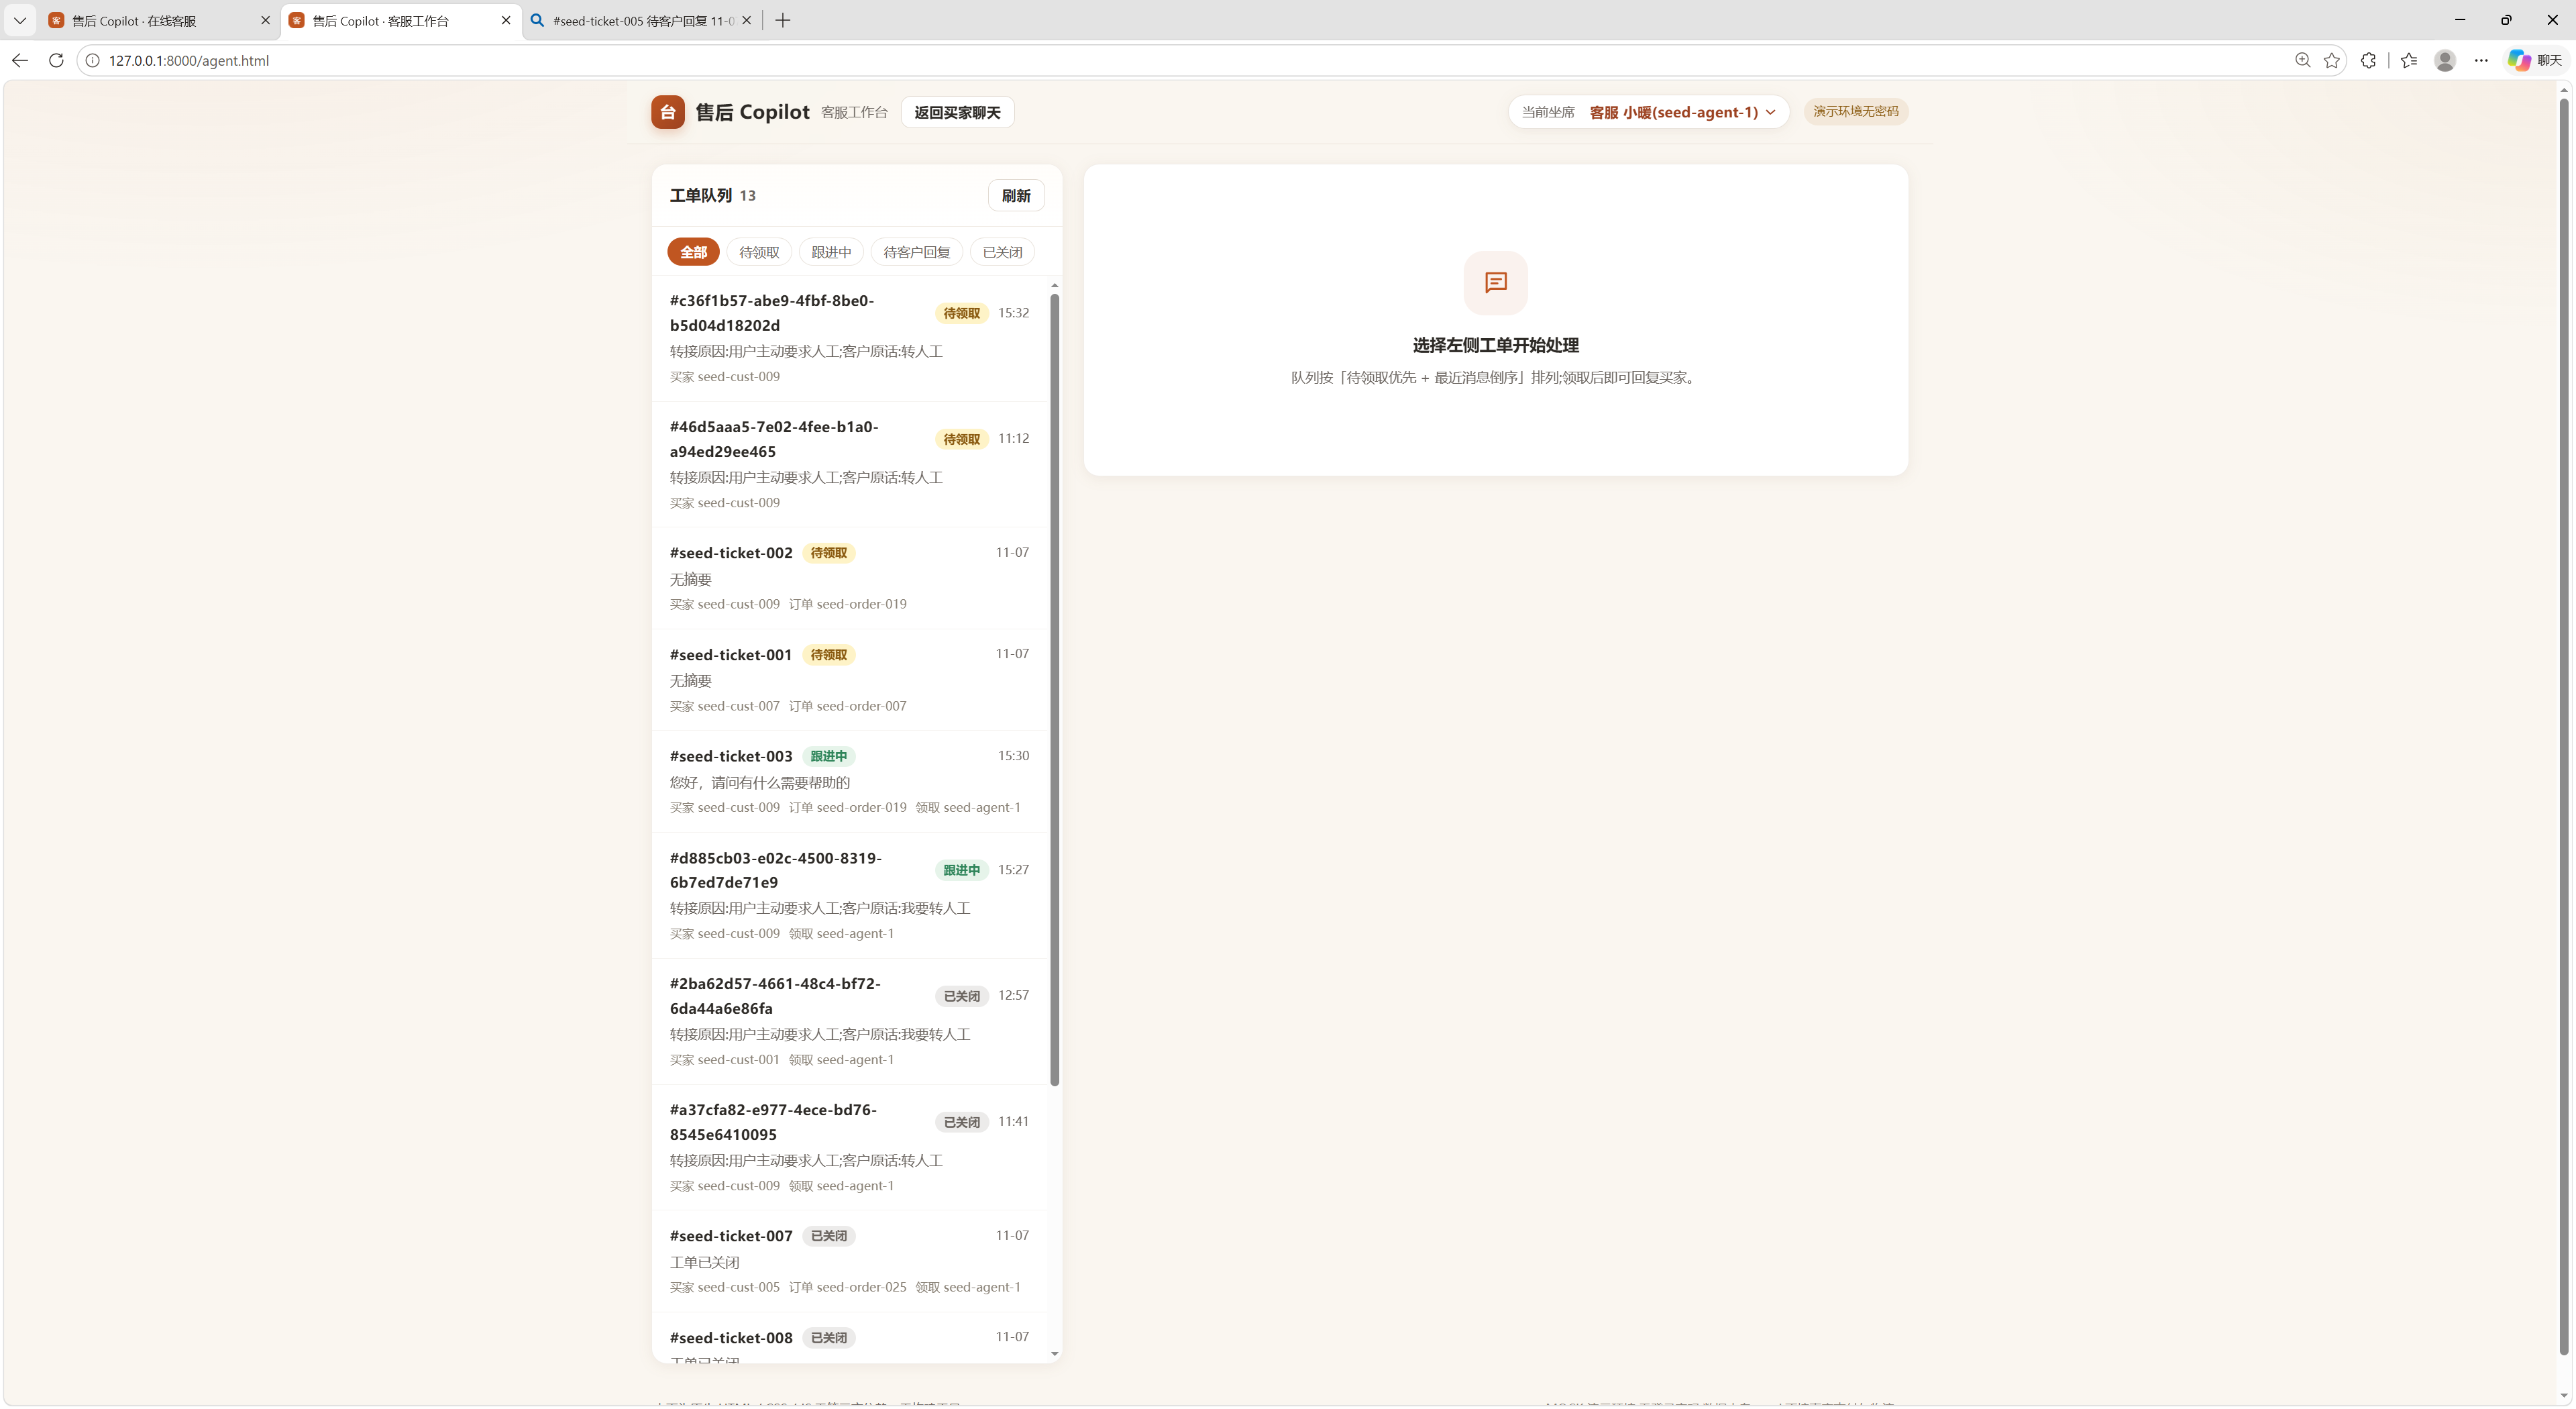 售后 Copilot · 在线客服
售后 Copilot · 客服工作台
#seed-ticket-005 待客户回复 11-0
127.0.0.1:8000/agent.html
聊天
台 售后 Copilot 客服工作台 返回买家聊天
当前坐席 客服 小暖(seed-agent-1)
演示环境无密码
工单队列 13
刷新
全部 待领取 跟进中 待客户回复 已关闭
#c36f1b57-abe9-4fbf-8be0-
b5d04d18202d
待领取 15:32
转接原因:用户主动要求人工;客户原话:转人工
买家 seed-cust-009
#46d5aaa5-7e02-4fee-b1a0-
a94ed29ee465
待领取 11:12
转接原因:用户主动要求人工;客户原话:转人工
买家 seed-cust-009
#seed-ticket-002 待领取 11-07
无摘要
买家 seed-cust-009 订单 seed-order-019
#seed-ticket-001 待领取 11-07
无摘要
买家 seed-cust-007 订单 seed-order-007
#seed-ticket-003 跟进中 15:30
您好，请问有什么需要帮助的
买家 seed-cust-009 订单 seed-order-019 领取 seed-agent-1
#d885cb03-e02c-4500-8319-
6b7ed7de71e9
跟进中 15:27
转接原因:用户主动要求人工;客户原话:我要转人工
买家 seed-cust-009 领取 seed-agent-1
#2ba62d57-4661-48c4-bf72-
6da44a6e86fa
已关闭 12:57
转接原因:用户主动要求人工;客户原话:我要转人工
买家 seed-cust-001 领取 seed-agent-1
#a37cfa82-e977-4ece-bd76-
8545e6410095
已关闭 11:41
转接原因:用户主动要求人工;客户原话:转人工
买家 seed-cust-009 领取 seed-agent-1
#seed-ticket-007 已关闭 11-07
工单已关闭
买家 seed-cust-005 订单 seed-order-025 领取 seed-agent-1
#seed-ticket-008 已关闭 11-07
工单已关闭
选择左侧工单开始处理
队列按「待领取优先 + 最近消息倒序」排列;领取后即可回复买家。